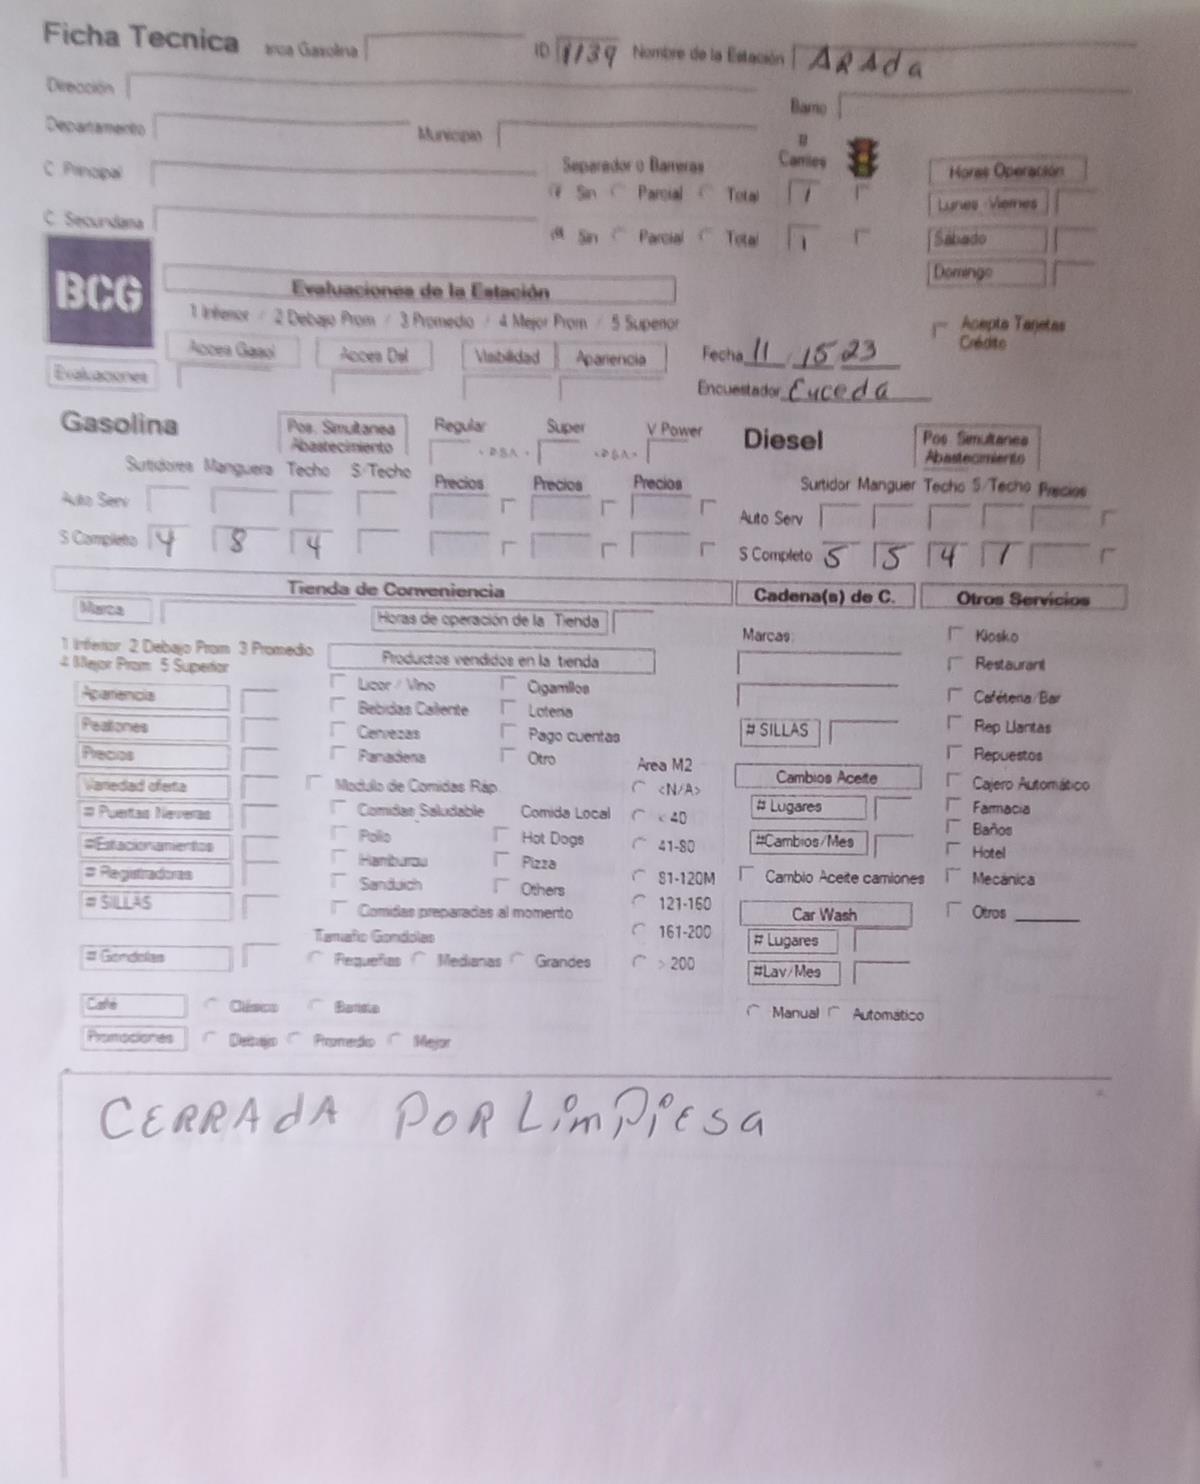 Ficha Tecnica arca Gasolina ID 1139 Nombre de la Estación ARAda
Dirección Barrio
Departamento Municipio # Carriles
C. Principal Separador o Barreras Horas Operación
Sin Parcial Total 1 Lunes -Viernes
C. Secundaria Sin Parcial Total 1 Sábado
BCG Domingo
Evaluaciones de la Estación
1 Inferior / 2 Debajo Prom / 3 Promedio / 4 Mejor Prom / 5 Superior
Acepta Tarjetas Crédito
Acces Gasol Acces Dsl Visibilidad Apariencia Fecha 11 15 23
Evaluaciones Encuestador Euceda
Gasolina Pos. Simultanea Abastecimiento Regular Super V Power Diesel Pos. Simultanea Abastecimiento
Surtidores Manguera Techo S/Techo Precios Precios Precios Surtidor Manguer Techo S/Techo Precios
Auto Serv Auto Serv
S Completo 4 8 4 S Completo 5 5 4 1
Tienda de Conveniencia Cadena(s) de C. Otros Servicios
Marca Horas de operación de la Tienda Marcas: Kiosko
1 Inferior 2 Debajo Prom 3 Promedio
4 Mejor Prom 5 Superior Productos vendidos en la tienda Restaurant
Apariencia Licor / Vino Cigarrillos Cafétería/Bar
Peatones Bebidas Caliente Loteria # SILLAS Rep Llantas
Precios Cervezas Pago cuentas Repuestos
Variedad oferta Panaderia Otro Area M2 Cambios Aceite Cajero Automático
# Puertas Neveras Modulo de Comidas Ráp. <N/A> # Lugares Farmacia
#Estacionamientos Comidas Saludable Comida Local < 40 #Cambios/Mes Baños
# Registradoras Pollo Hot Dogs 41-80 Hotel
# SILLAS Hamburgu Pizza 81-120M Cambio Aceite camiones Mecánica
Sanduich Others 121-160 Car Wash Otros
Comidas preparadas al momento 161-200 # Lugares
Tamaño Gondolas
# Gondolas Pequeñas Medianas Grandes > 200 #Lav/Mes
Café Clásico Barista Manual Automático
Promociones Debajo Promedio Mejor
CERRAdA PoR LimPiEsa